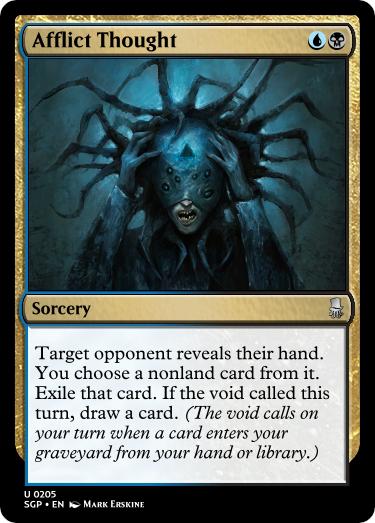 Afflict Thought
Sorcery
Target opponent reveals their hand.
You choose a nonland card from it.
Exile that card. If the void called this
turn, draw a card. (The void calls on
your turn when a card enters your
graveyard from your hand or library.)
U 0205
SGP • EN Mark Erskine